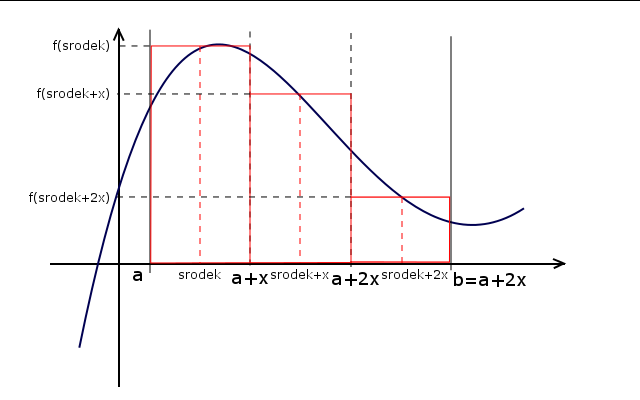 f(srodek)
f(srodek+x)
f(srodek+2x)
a srodek a+x srodek+x a+2x srodek+2x b=a+2x